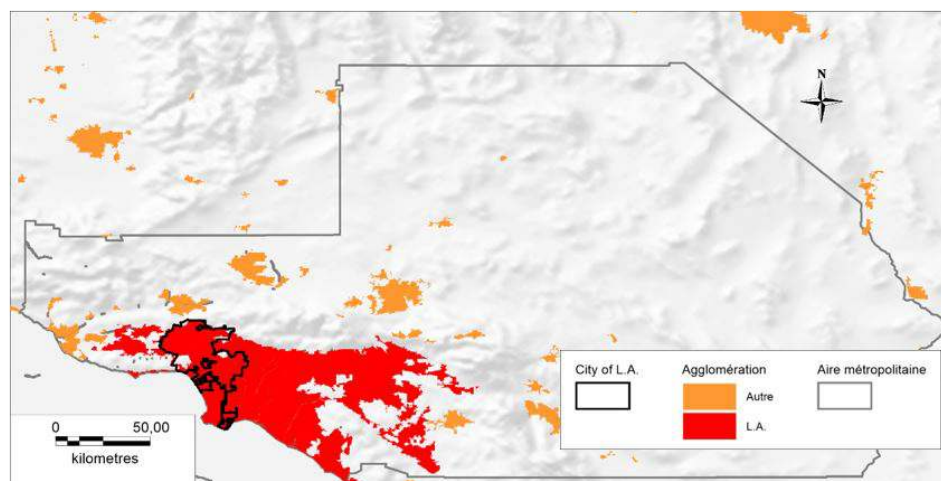 N
City of L.A.
Agglomération
Aire métropolitaine
Autre
L.A.
0
50,00
kilometres